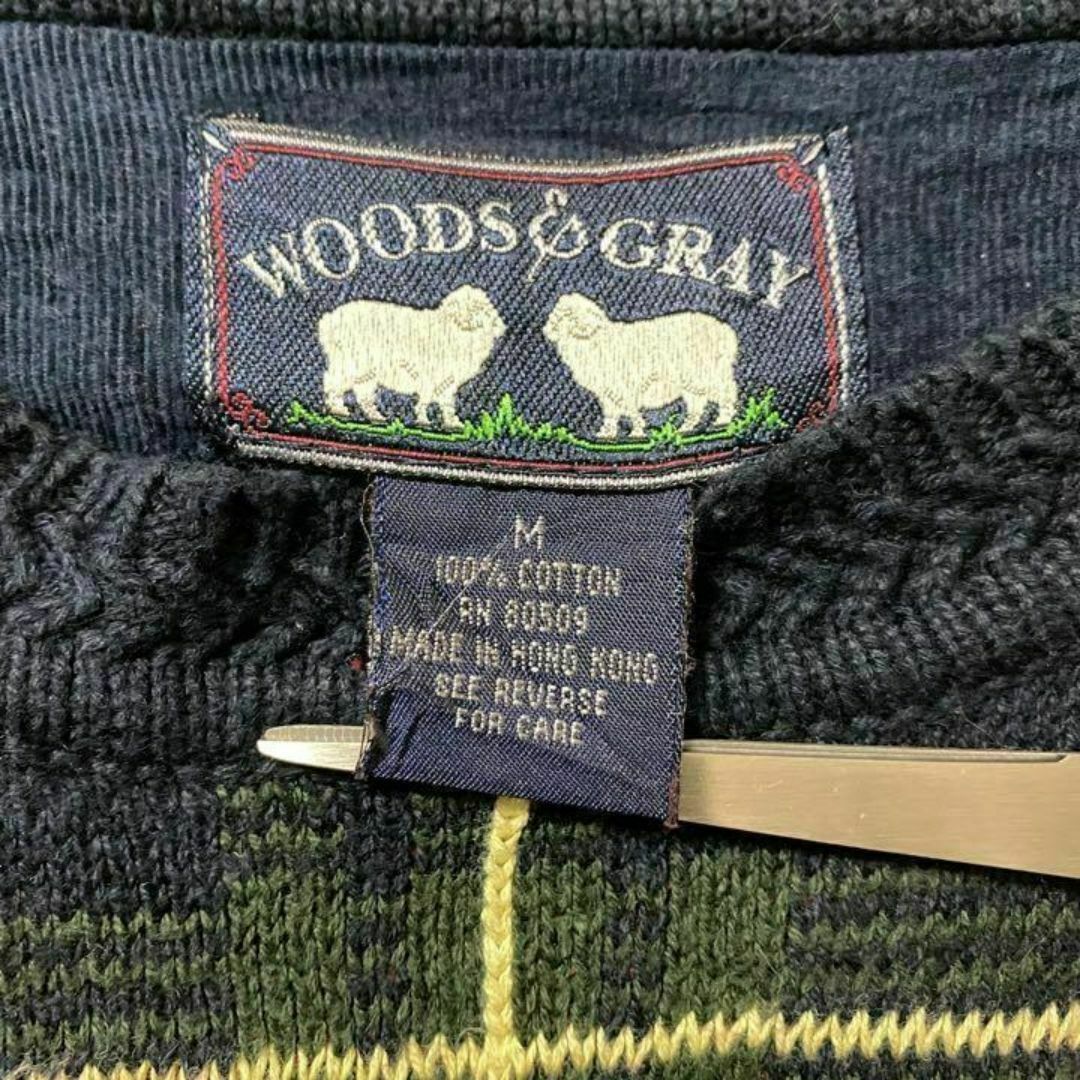 WOODS & GRAY
M
100% COTTON
RN 80509
MADE IN HONG KONG
SEE REVERSE
FOR CARE